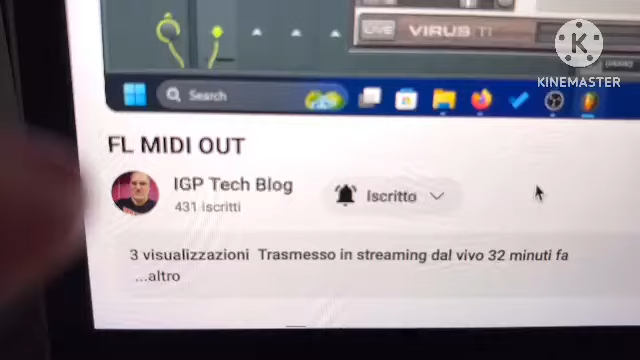 LIVE
VIRUS TI
K
KINEMASTER
Search
FL MIDI OUT
IGP Tech Blog
431 iscritti
Iscritto
3 visualizzazioni Trasmesso in streaming dal vivo 32 minuti fa
...altro